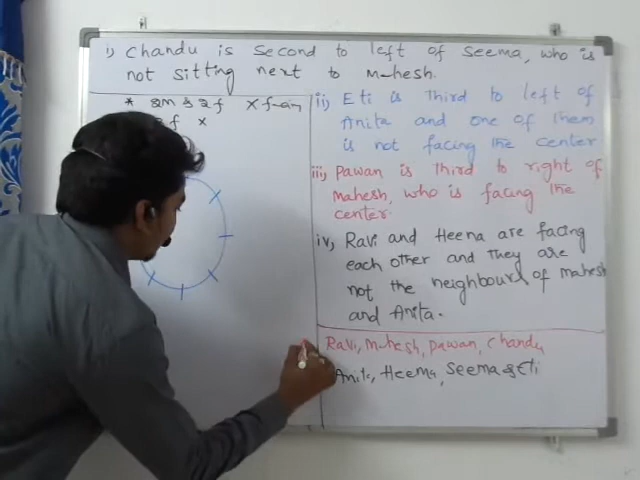 i) Chandu is second to left of Seema, who is
not sitting next to Mahesh.
* 2m & 2f
2f x
ii) Eti is third to left of
Anita and one of them
is not facing the center
iii) Pawan is third to right of
Mahesh, who is facing the
center.
iv) Ravi and Heena are facing
each other and they are
not the neighbours of Mahesh
and Anita.
Ravi, Mahesh, Pawan, Chandu
Anita, Heena, Seema & Eti